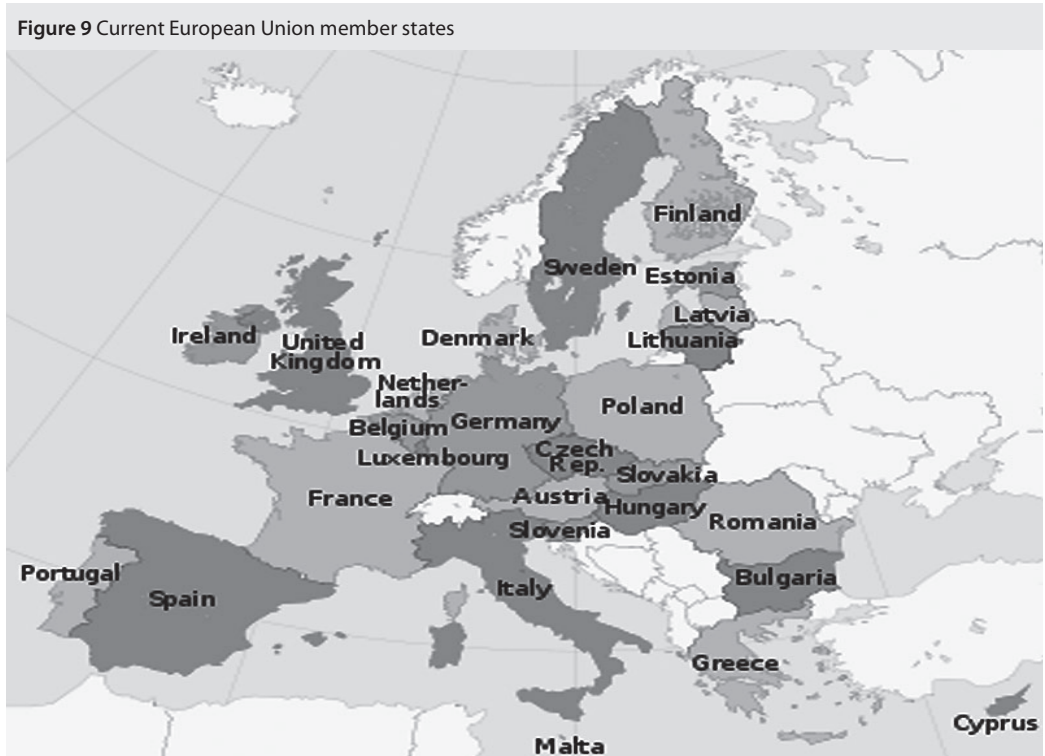 Figure 9 Current European Union member states
Finland
Sweden
Estonia
Latvia
Lithuania
Ireland
United
Kingdom
Denmark
Nether-
lands
Belgium
Germany
Poland
Luxembourg
Czech
Rep.
Slovakia
France
Austria
Hungary
Romania
Slovenia
Portugal
Spain
Italy
Bulgaria
Greece
Cyprus
Malta